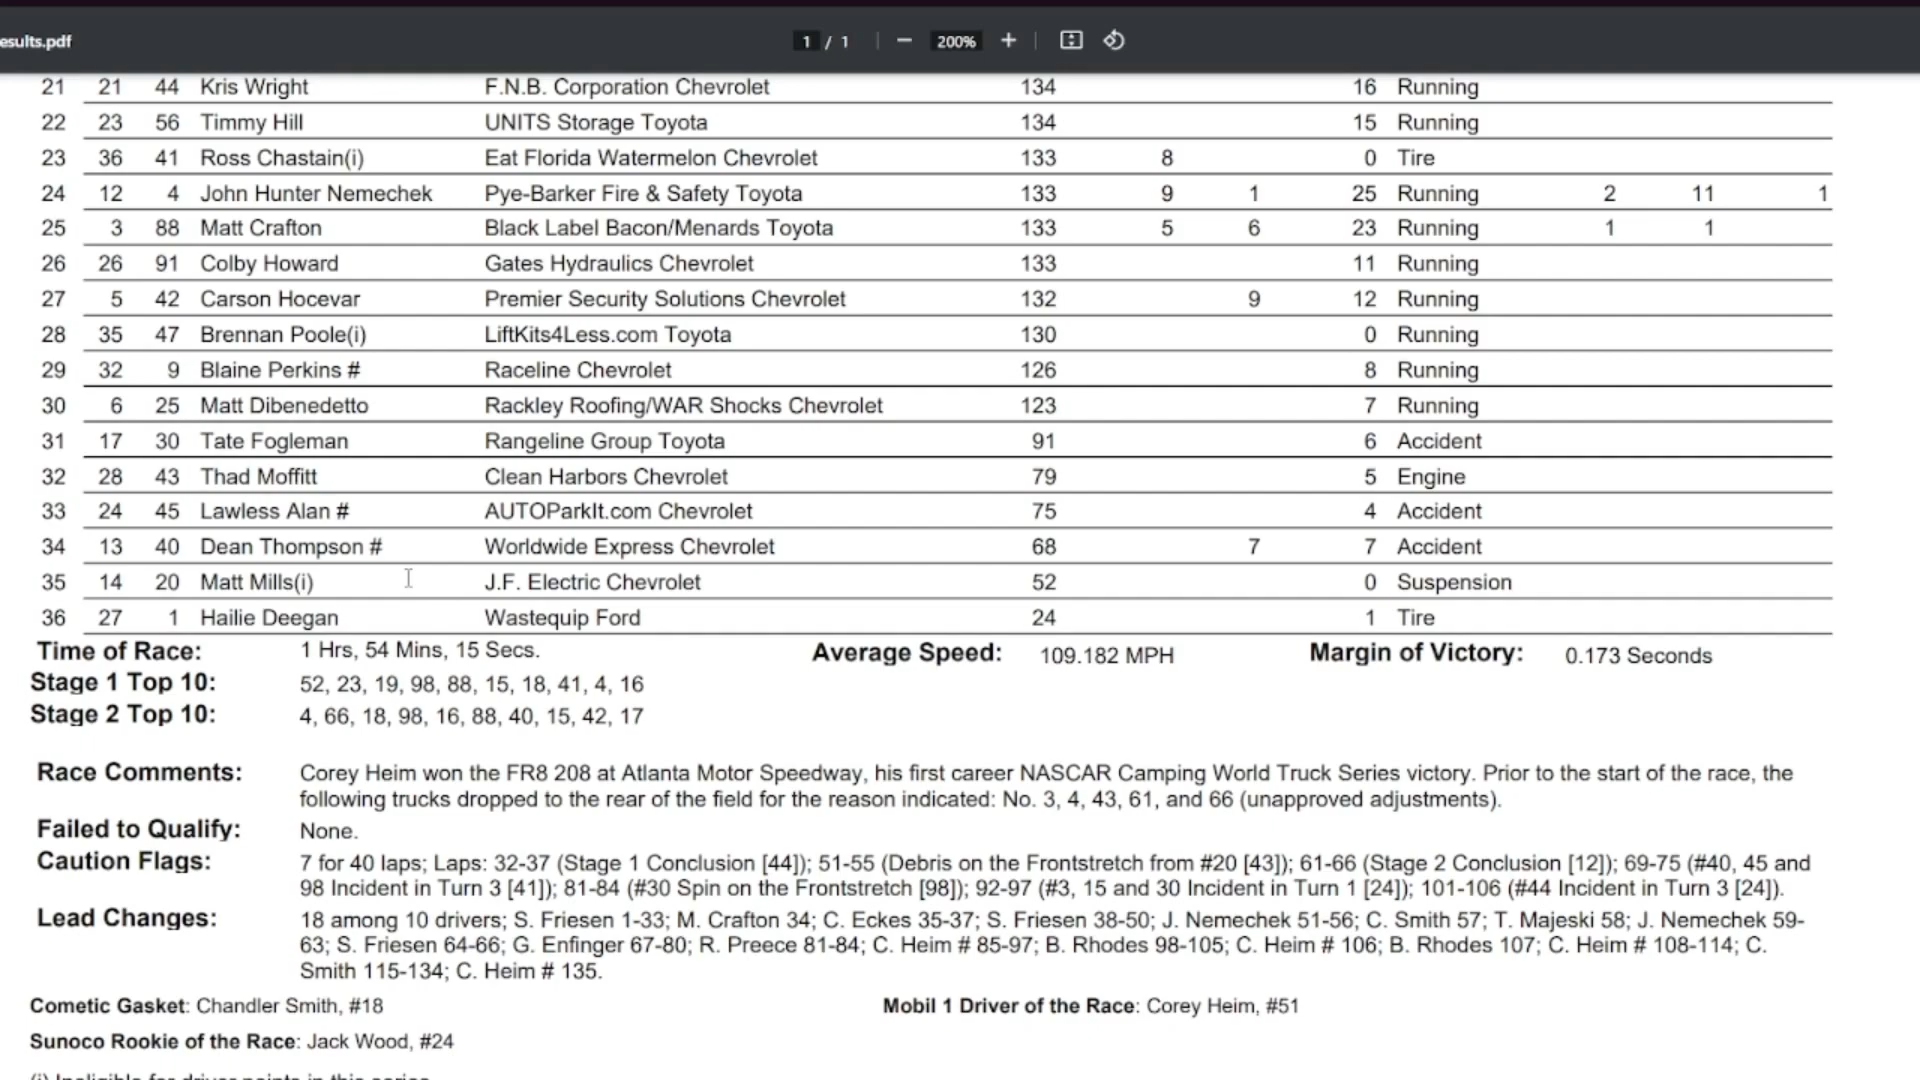 esults.pdf 1 / 1 200%
21 21 44 Kris Wright F.N.B. Corporation Chevrolet 134 16 Running
22 23 56 Timmy Hill UNITS Storage Toyota 134 15 Running
23 36 41 Ross Chastain(i) Eat Florida Watermelon Chevrolet 133 8 0 Tire
24 12 4 John Hunter Nemechek Pye-Barker Fire & Safety Toyota 133 9 1 25 Running 2 11 1
25 3 88 Matt Crafton Black Label Bacon/Menards Toyota 133 5 6 23 Running 1 1
26 26 91 Colby Howard Gates Hydraulics Chevrolet 133 11 Running
27 5 42 Carson Hocevar Premier Security Solutions Chevrolet 132 9 12 Running
28 35 47 Brennan Poole(i) LiftKits4Less.com Toyota 130 0 Running
29 32 9 Blaine Perkins # Raceline Chevrolet 126 8 Running
30 6 25 Matt Dibenedetto Rackley Roofing/WAR Shocks Chevrolet 123 7 Running
31 17 30 Tate Fogleman Rangeline Group Toyota 91 6 Accident
32 28 43 Thad Moffitt Clean Harbors Chevrolet 79 5 Engine
33 24 45 Lawless Alan # AUTOParkIt.com Chevrolet 75 4 Accident
34 13 40 Dean Thompson # Worldwide Express Chevrolet 68 7 7 Accident
35 14 20 Matt Mills(i) J.F. Electric Chevrolet 52 0 Suspension
36 27 1 Hailie Deegan Wastequip Ford 24 1 Tire
Time of Race: 1 Hrs, 54 Mins, 15 Secs. Average Speed: 109.182 MPH Margin of Victory: 0.173 Seconds
Stage 1 Top 10: 52, 23, 19, 98, 88, 15, 18, 41, 4, 16
Stage 2 Top 10: 4, 66, 18, 98, 16, 88, 40, 15, 42, 17
Race Comments: Corey Heim won the FR8 208 at Atlanta Motor Speedway, his first career NASCAR Camping World Truck Series victory. Prior to the start of the race, the
following trucks dropped to the rear of the field for the reason indicated: No. 3, 4, 43, 61, and 66 (unapproved adjustments).
Failed to Qualify: None.
Caution Flags: 7 for 40 laps; Laps: 32-37 (Stage 1 Conclusion [44]); 51-55 (Debris on the Frontstretch from #20 [43]); 61-66 (Stage 2 Conclusion [12]); 69-75 (#40, 45 and
98 Incident in Turn 3 [41]); 81-84 (#30 Spin on the Frontstretch [98]); 92-97 (#3, 15 and 30 Incident in Turn 1 [24]); 101-106 (#44 Incident in Turn 3 [24]).
Lead Changes: 18 among 10 drivers; S. Friesen 1-33; M. Crafton 34; C. Eckes 35-37; S. Friesen 38-50; J. Nemechek 51-56; C. Smith 57; T. Majeski 58; J. Nemechek 59-
63; S. Friesen 64-66; G. Enfinger 67-80; R. Preece 81-84; C. Heim # 85-97; B. Rhodes 98-105; C. Heim # 106; B. Rhodes 107; C. Heim # 108-114; C.
Smith 115-134; C. Heim # 135.
Cometic Gasket: Chandler Smith, #18 Mobil 1 Driver of the Race: Corey Heim, #51
Sunoco Rookie of the Race: Jack Wood, #24
(i) Ineligible for driver points in this series